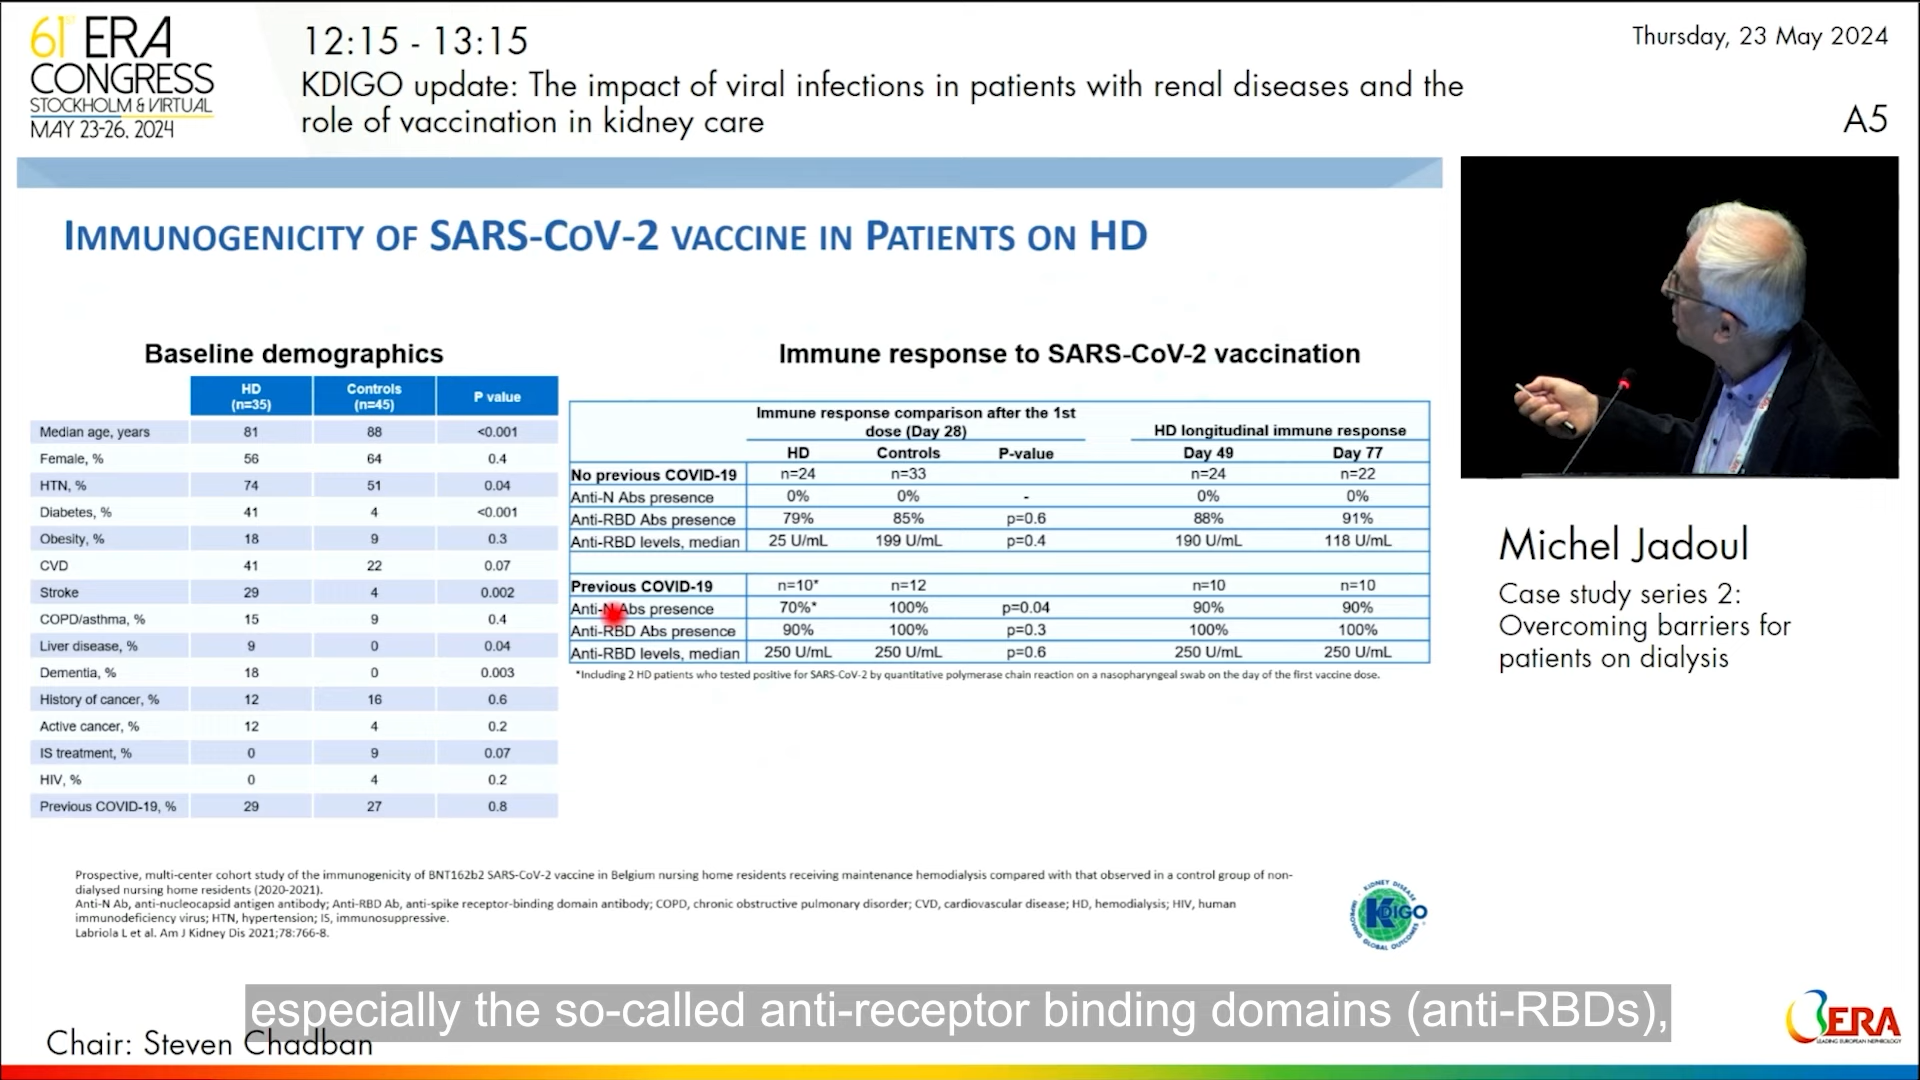 61ST ERA
CONGRESS
STOCKHOLM & VIRTUAL
MAY 23-26, 2024
12:15 - 13:15
KDIGO update: The impact of viral infections in patients with renal diseases and the
role of vaccination in kidney care
Thursday, 23 May 2024
A5
IMMUNOGENICITY OF SARS-COV-2 VACCINE IN PATIENTS ON HD
Baseline demographics
HD (n=35) Controls (n=45) P value
Median age, years 81 88 <0.001
Female, % 56 64 0.4
HTN, % 74 51 0.04
Diabetes, % 41 4 <0.001
Obesity, % 18 9 0.3
CVD 41 22 0.07
Stroke 29 4 0.002
COPD/asthma, % 15 9 0.4
Liver disease, % 9 0 0.04
Dementia, % 18 0 0.003
History of cancer, % 12 16 0.6
Active cancer, % 12 4 0.2
IS treatment, % 0 9 0.07
HIV, % 0 4 0.2
Previous COVID-19, % 29 27 0.8
Immune response to SARS-CoV-2 vaccination
Immune response comparison after the 1st
dose (Day 28)
HD longitudinal immune response
HD Controls P-value Day 49 Day 77
No previous COVID-19 n=24 n=33 n=24 n=22
Anti-N Abs presence 0% 0% - 0% 0%
Anti-RBD Abs presence 79% 85% p=0.6 88% 91%
Anti-RBD levels, median 25 U/mL 199 U/mL p=0.4 190 U/mL 118 U/mL
Previous COVID-19 n=10* n=12 n=10 n=10
Anti-N Abs presence 70%* 100% p=0.04 90% 90%
Anti-RBD Abs presence 90% 100% p=0.3 100% 100%
Anti-RBD levels, median 250 U/mL 250 U/mL p=0.6 250 U/mL 250 U/mL
*Including 2 HD patients who tested positive for SARS-CoV-2 by quantitative polymerase chain reaction on a nasopharyngeal swab on the day of the first vaccine dose.
Prospective, multi-center cohort study of the immunogenicity of BNT162b2 SARS-CoV-2 vaccine in Belgium nursing home residents receiving maintenance hemodialysis compared with that observed in a control group of non-
dialysed nursing home residents (2020-2021).
Anti-N Ab, anti-nucleocapsid antigen antibody; Anti-RBD Ab, anti-spike receptor-binding domain antibody; COPD, chronic obstructive pulmonary disorder; CVD, cardiovascular disease; HD, hemodialysis; HIV, human
immunodeficiency virus; HTN, hypertension; IS, immunosuppressive.
Labriola L et al. Am J Kidney Dis 2021;78:766-8.
KIDNEY DISEASE
KDIGO
IMPROVING GLOBAL OUTCOMES
Michel Jadoul
Case study series 2:
Overcoming barriers for
patients on dialysis
especially the so-called anti-receptor binding domains (anti-RBDs),
Chair: Steven Chadban
ERA
LEADING EUROPEAN NEPHROLOGY